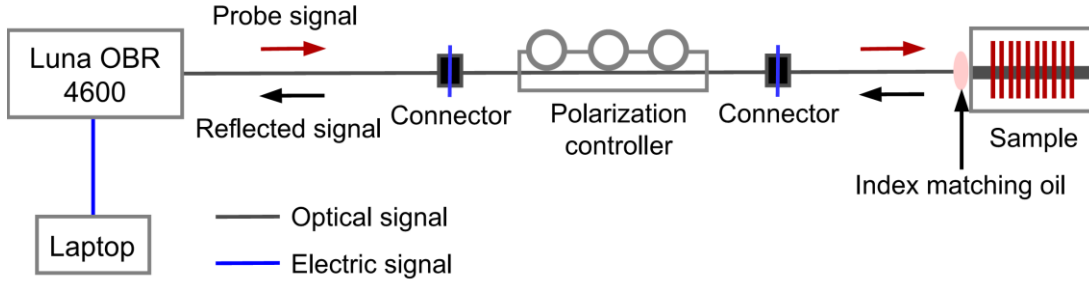 Probe signal
Luna OBR
4600
Reflected signal
Connector
Polarization
controller
Connector
Sample
Index matching oil
Laptop
Optical signal
Electric signal